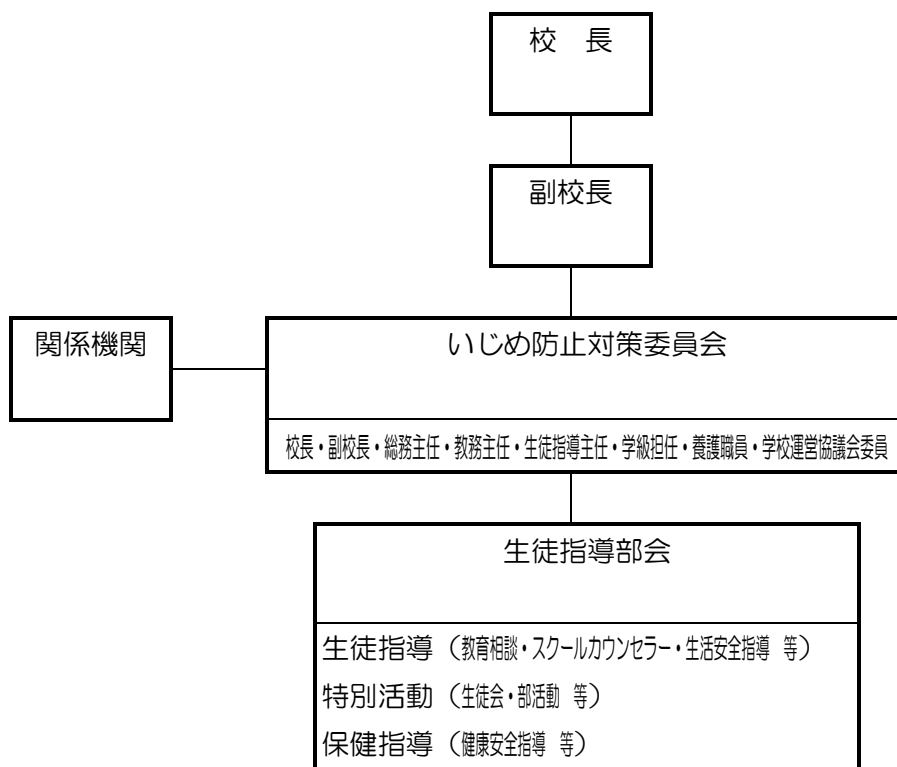 校　長
副校長
関係機関
いじめ防止対策委員会
校長・副校長・総務主任・教務主任・生徒指導主任・学級担任・養護職員・学校運営協議会委員
生徒指導部会
生徒指導（教育相談・スクールカウンセラー・生活安全指導 等）
特別活動（生徒会・部活動 等）
保健指導（健康安全指導 等）